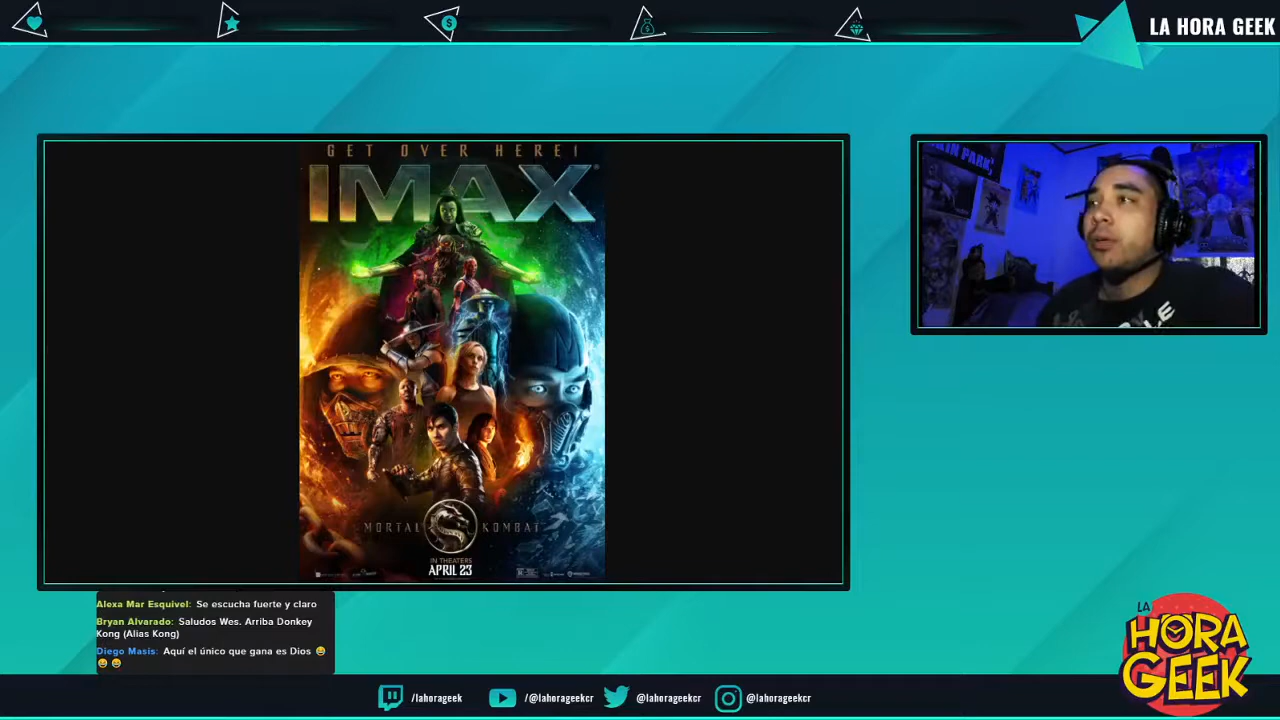 LA HORA GEEK
GET OVER HERE!
IMAX
MORTAL KOMBAT
IN THEATERS
APRIL 23
Alexa Mar Esquivel: Se escucha fuerte y claro
Bryan Alvarado: Saludos Wes. Arriba Donkey
Kong (Alias Kong)
Diego Masis: Aquí el único que gana es Dios 😂
😂 😂
LA
HORA
GEEK
/lahorageek
/@lahorageekcr
@lahorageekcr
@lahorageekcr